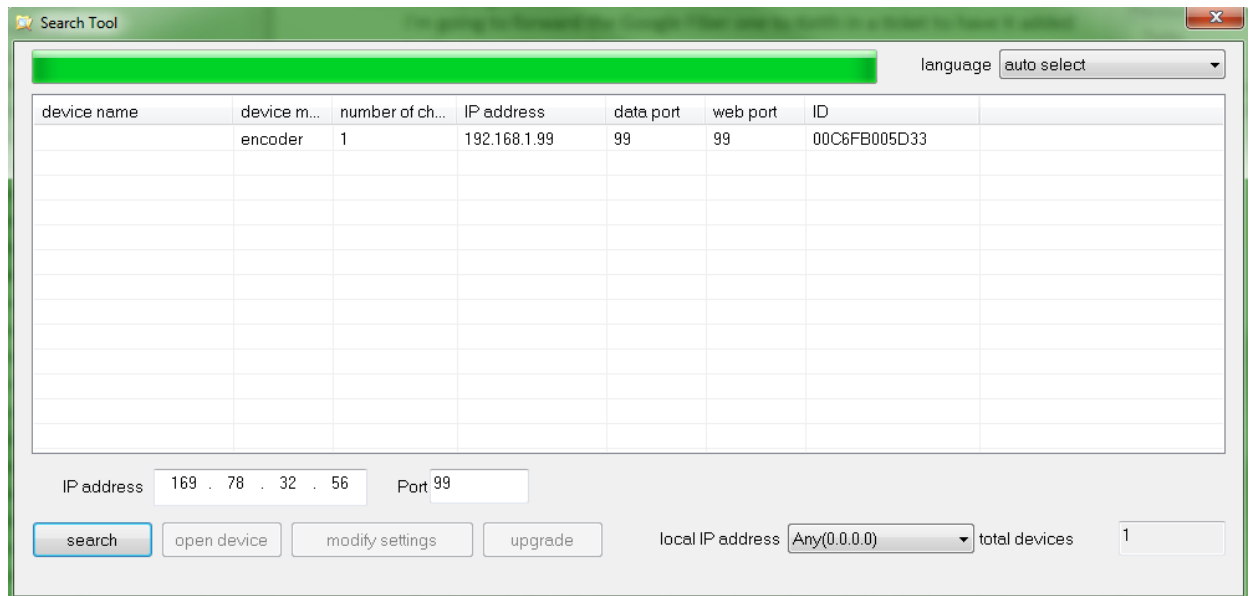 Search Tool
language auto select
device name device m... number of ch... IP address data port web port ID
encoder 1 192.168.1.99 99 99 00C6FB005D33
IP address 169 . 78 . 32 . 56 Port 99
search open device modify settings upgrade local IP address Any(0.0.0.0) total devices 1